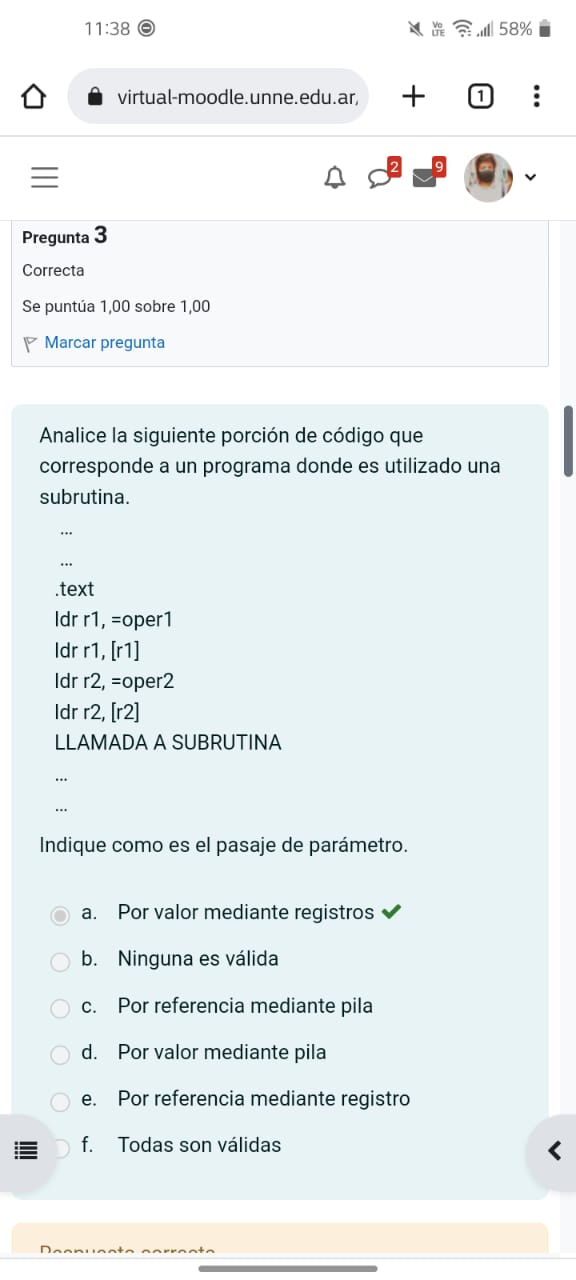 11:38
Vo
LTE
58%
virtual-moodle.unne.edu.ar,
1
2
9
Pregunta 3
Correcta
Se puntúa 1,00 sobre 1,00
Marcar pregunta
Analice la siguiente porción de código que
corresponde a un programa donde es utilizado una
subrutina.
...
...
.text
ldr r1, =oper1
ldr r1, [r1]
ldr r2, =oper2
ldr r2, [r2]
LLAMADA A SUBRUTINA
...
...
Indique como es el pasaje de parámetro.
a. Por valor mediante registros
b. Ninguna es válida
c. Por referencia mediante pila
d. Por valor mediante pila
e. Por referencia mediante registro
f. Todas son válidas
Respuesta correcta